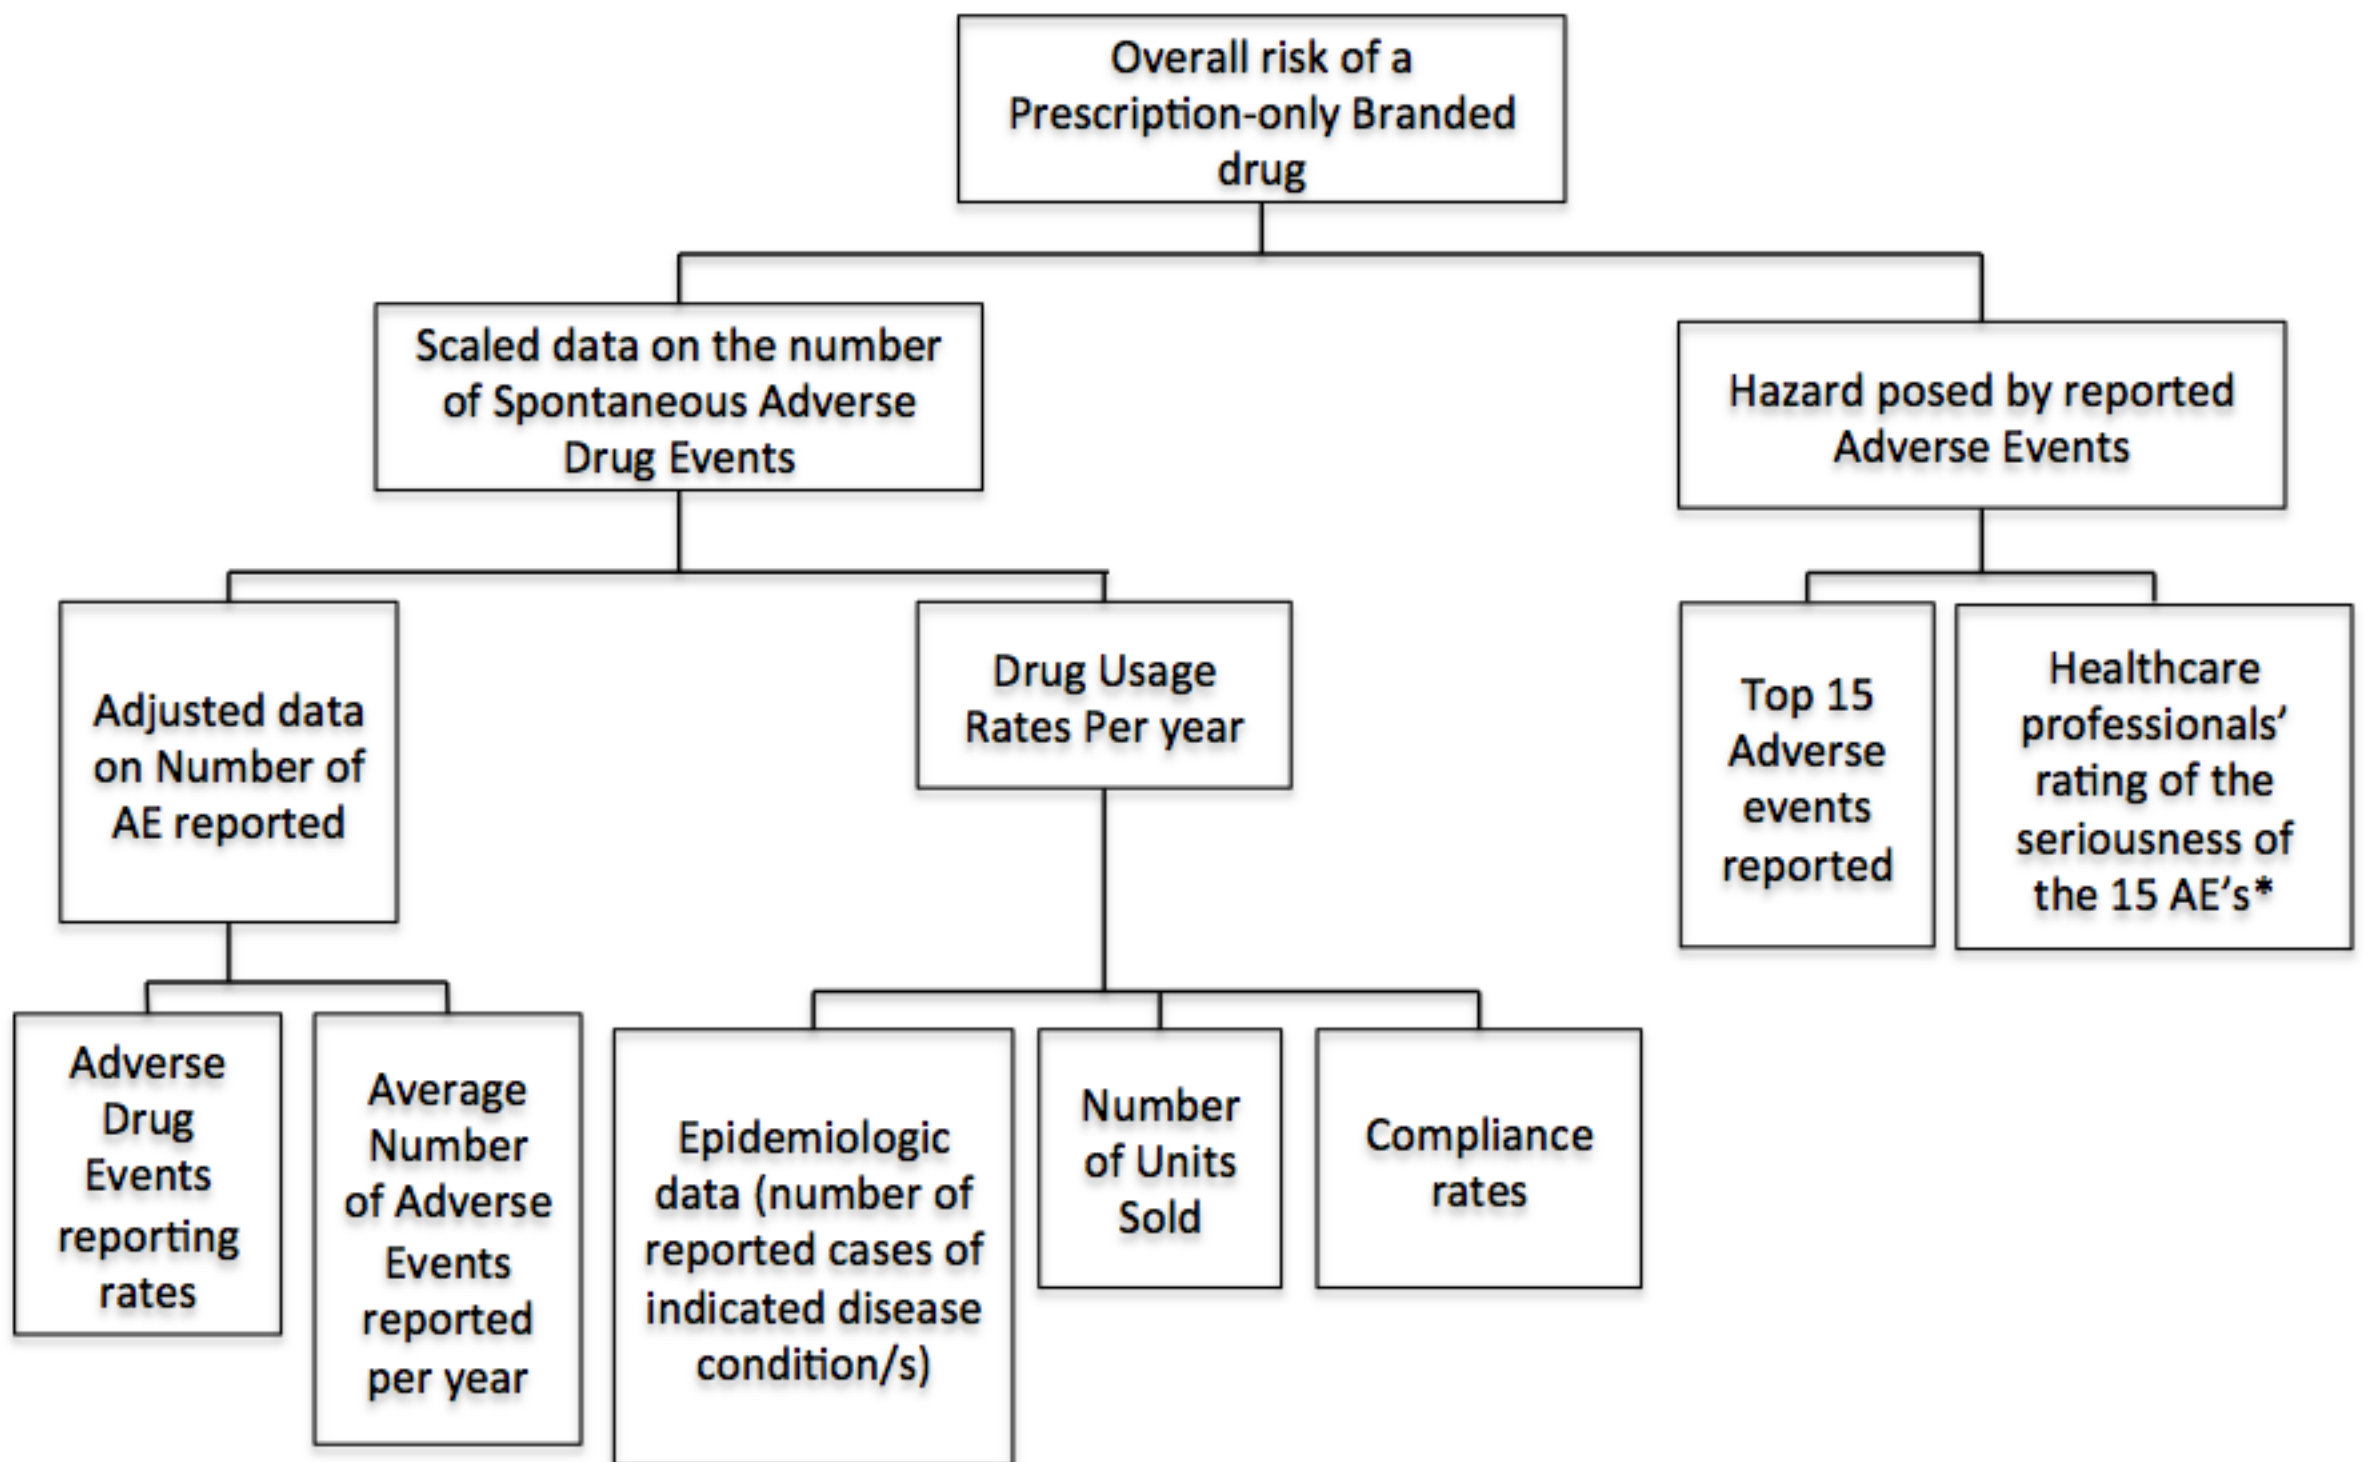 Overall risk of a
Prescription-only Branded
drug
Scaled data on the number
of Spontaneous Adverse
Drug Events
Hazard posed by reported
Adverse Events
Adjusted data
on Number of
AE reported
Drug Usage
Rates Per year
Top 15
Adverse
events
reported
Healthcare
professionals’
rating of the
seriousness of
the 15 AE’s*
Adverse
Drug
Events
reporting
rates
Average
Number
of Adverse
Events
reported
per year
Epidemiologic
data (number of
reported cases of
indicated disease
condition/s)
Number
of Units
Sold
Compliance
rates